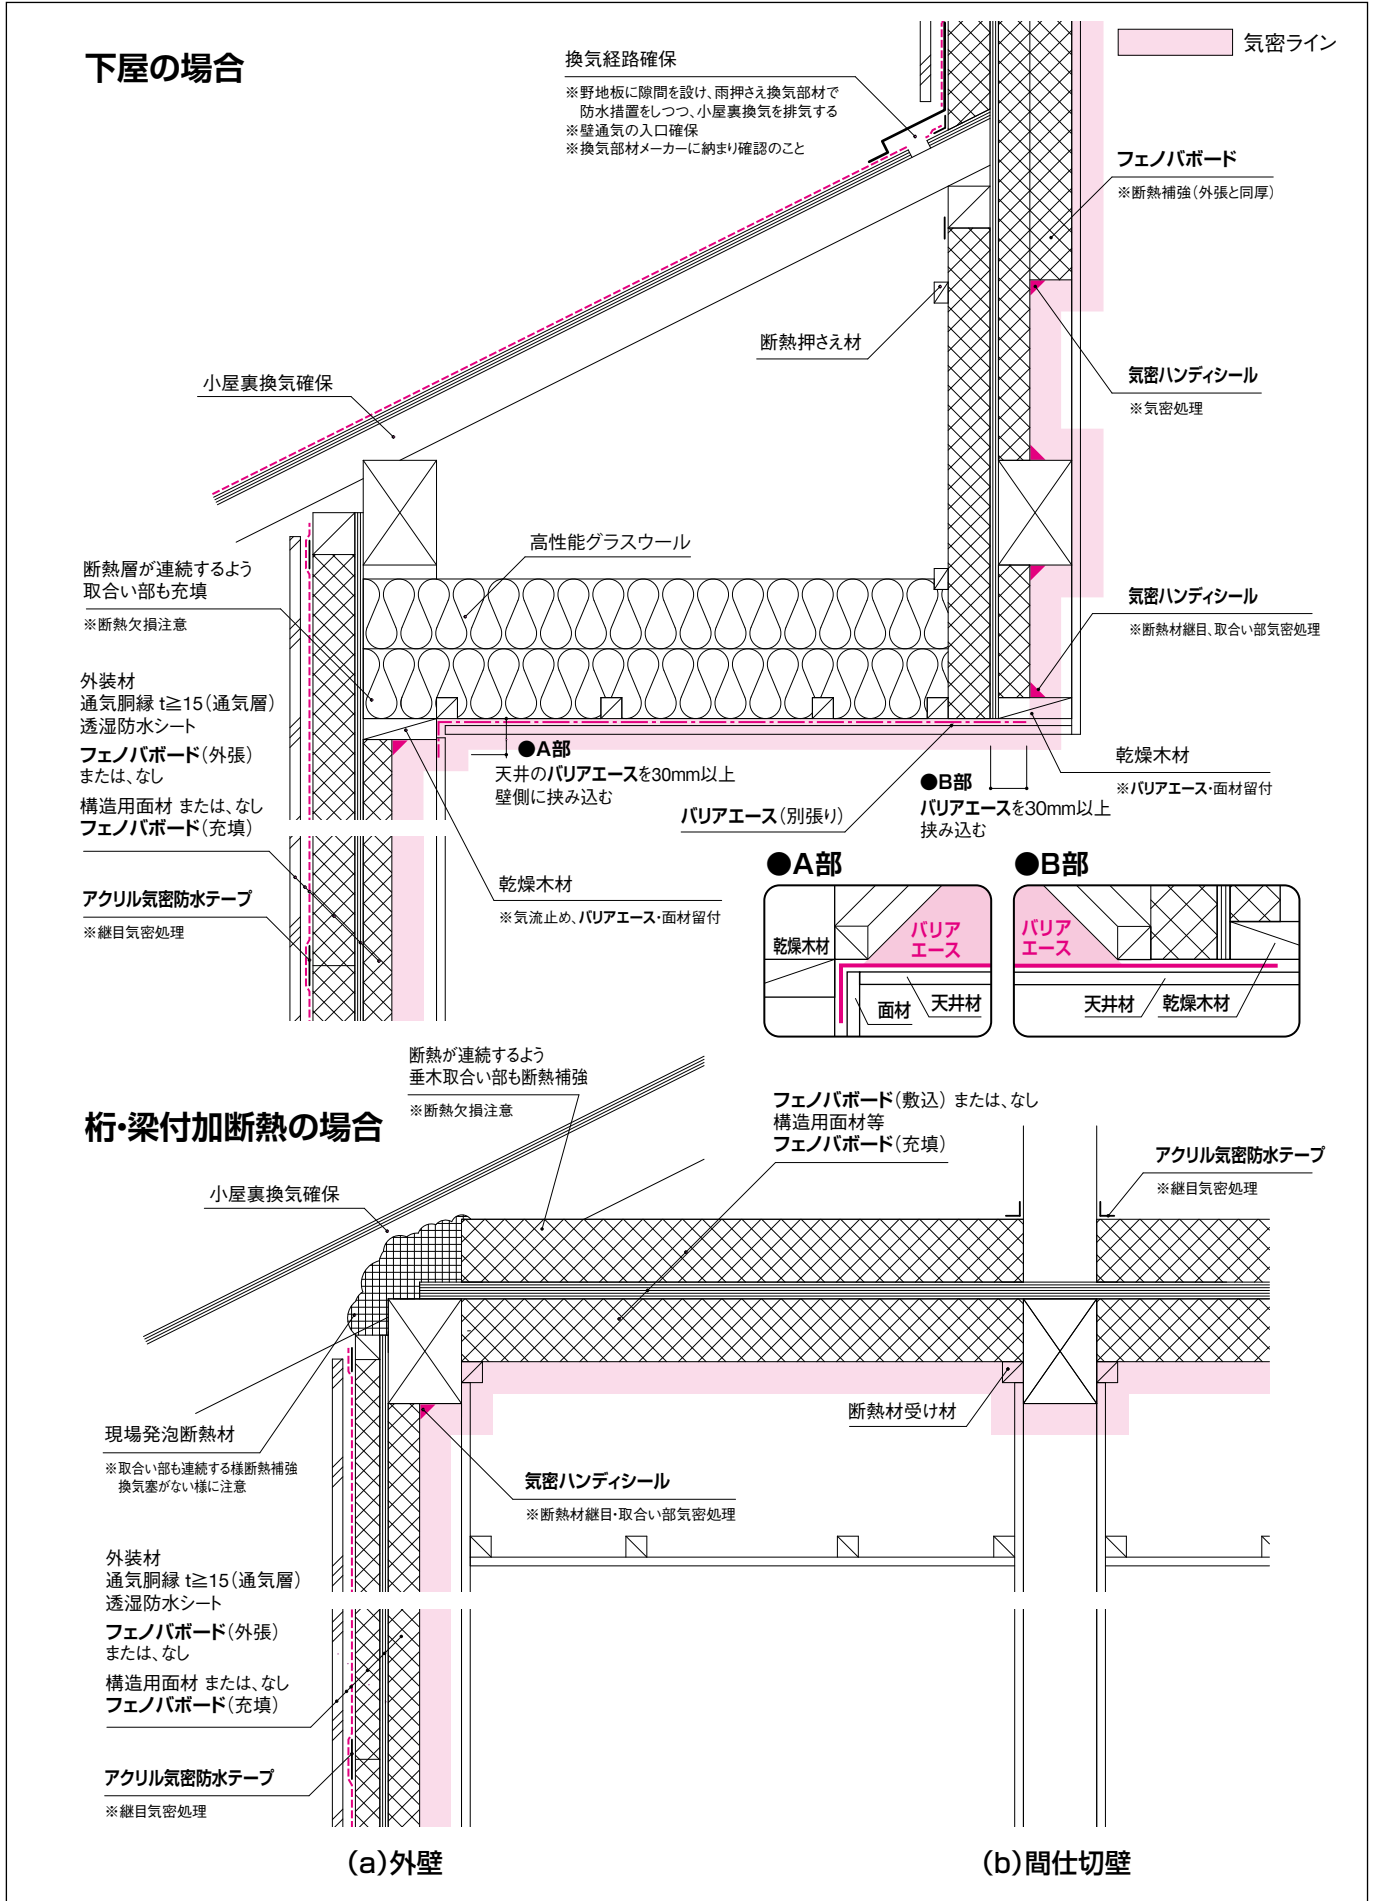 下屋の場合
換気経路確保
※野地板に隙間を設け、雨押さえ換気部材で
防水措置をしつつ、小屋裏換気を排気する
※壁通気の入口確保
※換気部材メーカーに納まり確認のこと
気密ライン
フェノバボード
※断熱補強(外張と同厚)
断熱押さえ材
気密ハンディシール
※気密処理
小屋裏換気確保
高性能グラスウール
断熱層が連続するよう
取合い部も充填
※断熱欠損注意
気密ハンディシール
※断熱材継目、取合い部気密処理
外装材
通気胴縁 t≧15(通気層)
透湿防水シート
フェノバボード(外張)
または、なし
構造用面材 または、なし
フェノバボード(充填)
アクリル気密防水テープ
※継目気密処理
●A部
天井のバリアエースを30mm以上
壁側に挟み込む
バリアエース(別張り)
●B部
バリアエースを30mm以上
挟み込む
乾燥木材
※バリアエース・面材留付
乾燥木材
※気流止め、バリアエース・面材留付
●A部
乾燥木材
バリア
エース
面材
天井材
●B部
バリア
エース
天井材
乾燥木材
桁・梁付加断熱の場合
断熱が連続するよう
垂木取合い部も断熱補強
※断熱欠損注意
フェノバボード(敷込) または、なし
構造用面材等
フェノバボード(充填)
アクリル気密防水テープ
※継目気密処理
小屋裏換気確保
断熱材受け材
現場発泡断熱材
※取合い部も連続する様断熱補強
換気塞がない様に注意
気密ハンディシール
※断熱材継目・取合い部気密処理
外装材
通気胴縁 t≧15(通気層)
透湿防水シート
フェノバボード(外張)
または、なし
構造用面材 または、なし
フェノバボード(充填)
アクリル気密防水テープ
※継目気密処理
(a)外壁
(b)間仕切壁